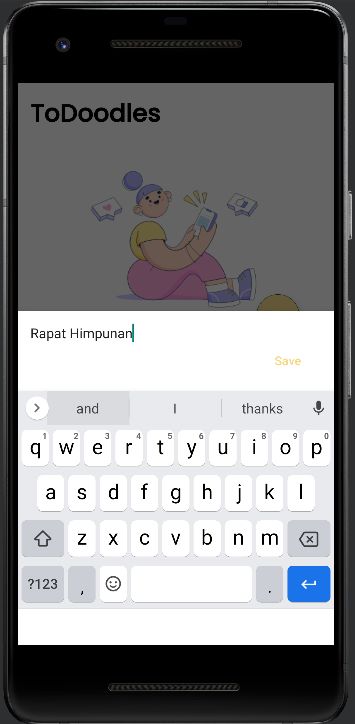 ToDoodles
Rapat Himpunan
Save
and I thanks
q1 w2 e3 r4 t5 y6 u7 i8 o9 p0
a s d f g h j k l
z x c v b n m
?123 , .